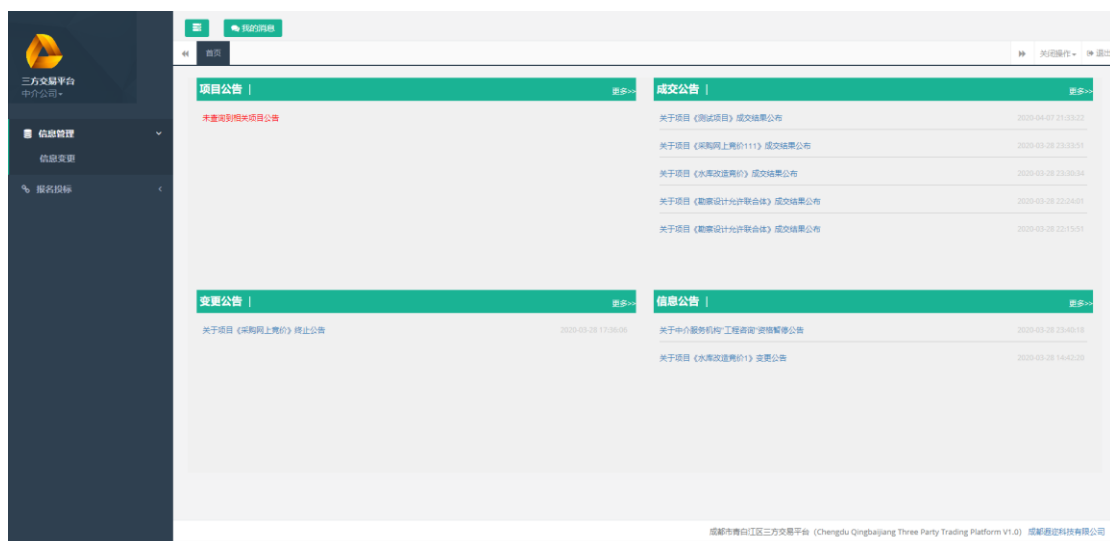 我的消息
首页
关闭操作
退出
三方交易平台
中介公司
信息管理
信息变更
报名投标
项目公告 |
更多>>
未查询到相关项目公告
成交公告 |
更多>>
关于项目《测试项目》成交结果公布 2020-04-07 21:33:22
关于项目《采购网上竞价111》成交结果公布 2020-03-28 23:33:51
关于项目《水库改造竞价》成交结果公布 2020-03-28 23:30:34
关于项目《勘察设计允许联合体》成交结果公布 2020-03-28 22:24:01
关于项目《勘察设计允许联合体》成交结果公布 2020-03-28 22:15:51
变更公告 |
更多>>
关于项目《采购网上竞价》终止公告 2020-03-28 17:56:06
信息公告 |
更多>>
关于中介服务机构"工程咨询"资格暂停公告 2020-03-28 23:40:18
关于项目《水库改造竞价1》变更公告 2020-03-28 14:42:20
成都市青白江区三方交易平台 (Chengdu Qingbaijiang Three Party Trading Platform V1.0) 成都通宏科技有限公司